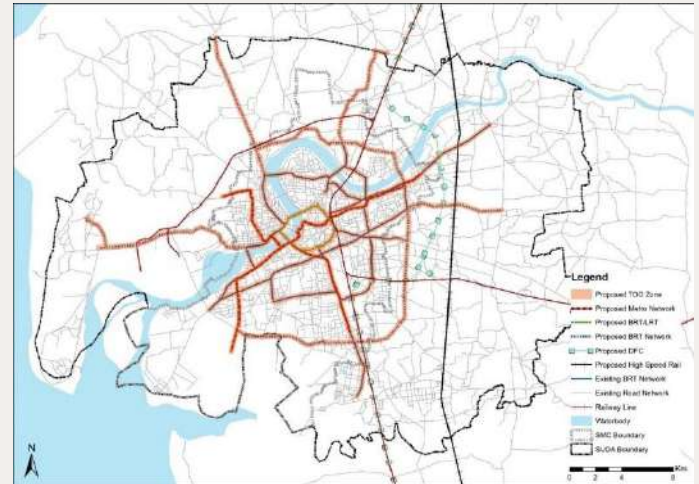 Legend
Proposed TOD Zone
Proposed Metro Network
Proposed BRT/LRT
Proposed BRT Network
Proposed DFC
Proposed High Speed Rail
Existing BRT Network
Existing Road Network
Railway Line
Waterbody
SMC Boundary
SUDA Boundary
N
Km
0 2 4 8